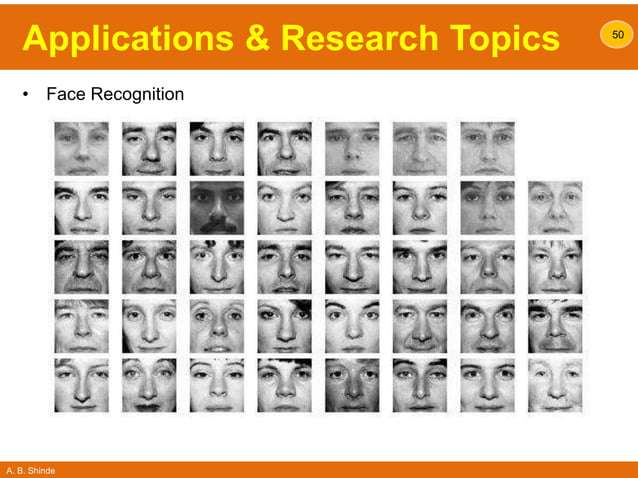 Applications & Research Topics
50
• Face Recognition
A. B. Shinde